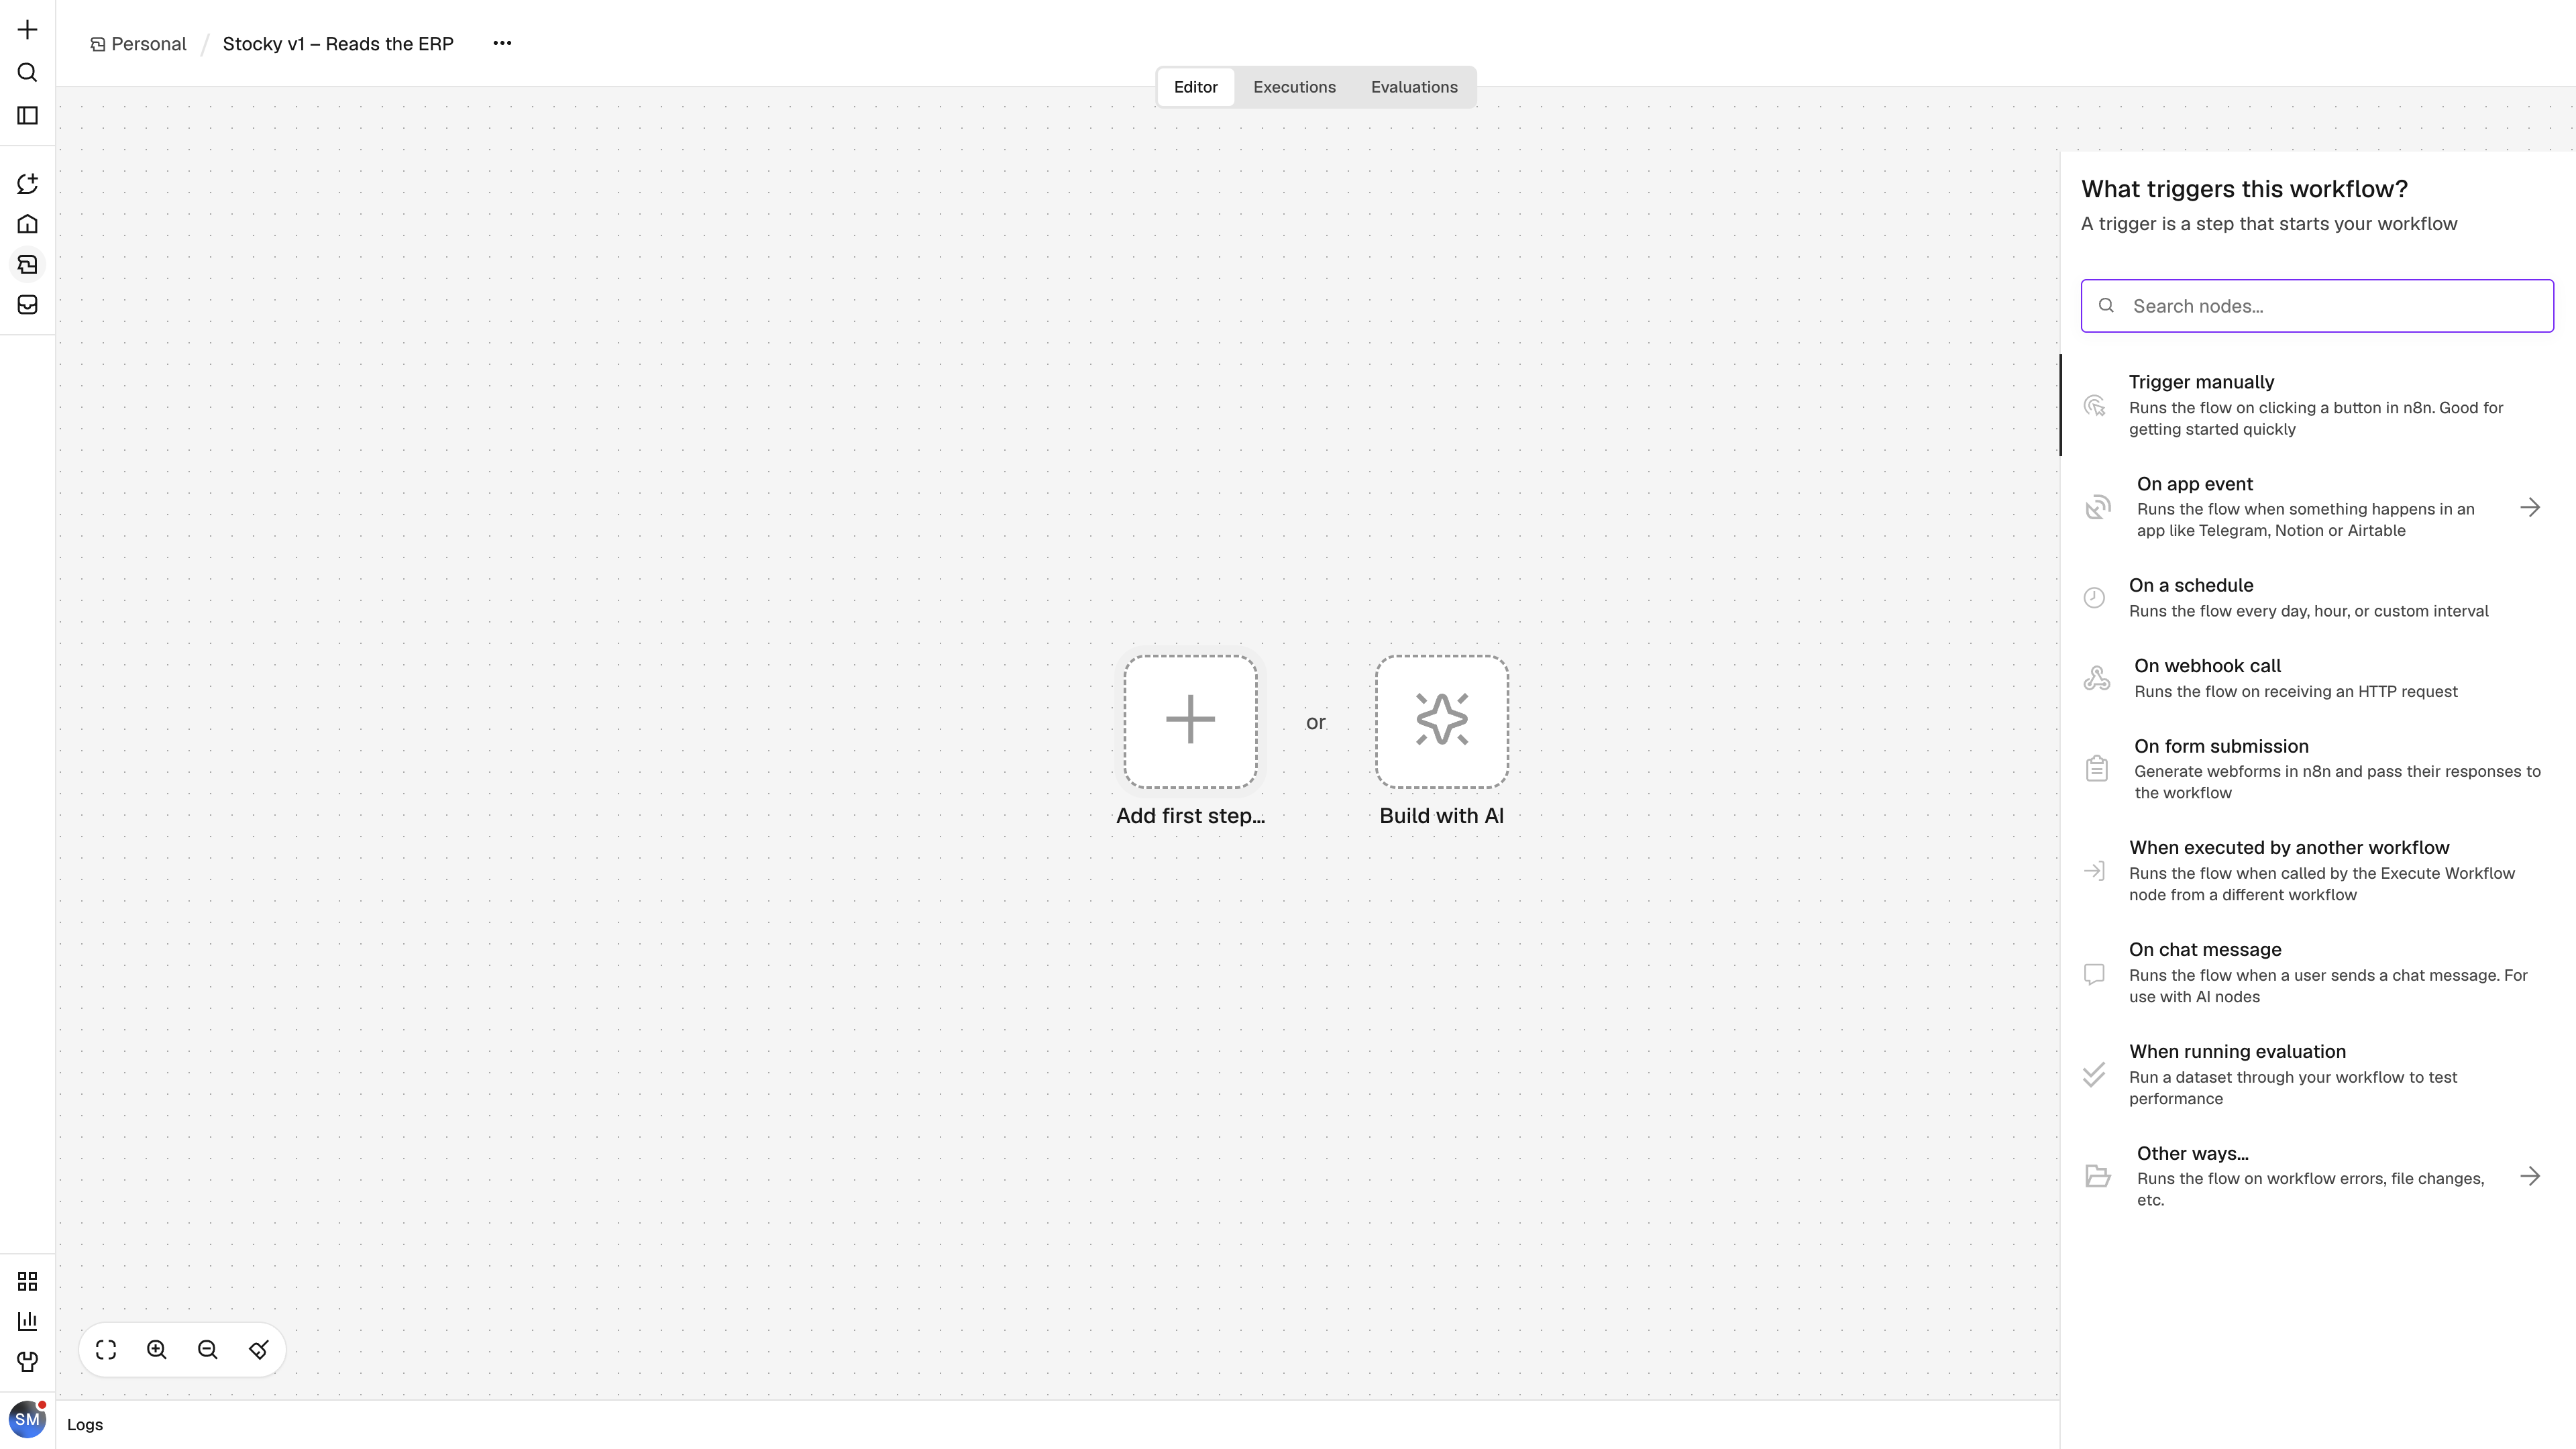 Personal / Stocky v1 – Reads the ERP
Editor Executions Evaluations
What triggers this workflow?
A trigger is a step that starts your workflow
Search nodes...
Trigger manually
Runs the flow on clicking a button in n8n. Good for
getting started quickly
On app event
Runs the flow when something happens in an
app like Telegram, Notion or Airtable
On a schedule
Runs the flow every day, hour, or custom interval
On webhook call
Runs the flow on receiving an HTTP request
On form submission
Generate webforms in n8n and pass their responses to
the workflow
When executed by another workflow
Runs the flow when called by the Execute Workflow
node from a different workflow
On chat message
Runs the flow when a user sends a chat message. For
use with AI nodes
When running evaluation
Run a dataset through your workflow to test
performance
Other ways...
Runs the flow on workflow errors, file changes,
etc.
or
Add first step...
Build with AI
SM
Logs